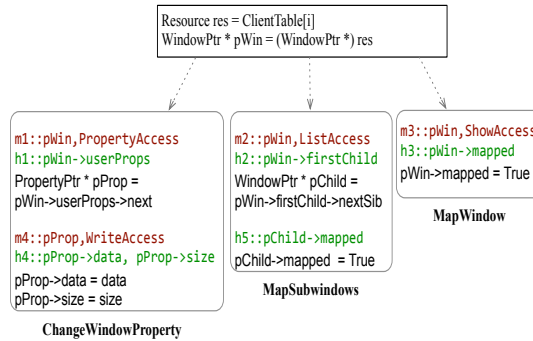 Resource res = ClientTable[i]
WindowPtr * pWin = (WindowPtr *) res
m1::pWin,PropertyAccess
h1::pWin->userProps
PropertyPtr * pProp =
pWin->userProps->next
m4::pProp,WriteAccess
h4::pProp->data, pProp->size
pProp->data = data
pProp->size = size
ChangeWindowProperty
m2::pWin,ListAccess
h2::pWin->firstChild
WindowPtr * pChild =
pWin->firstChild->nextSib
h5::pChild->mapped
pChild->mapped = True
MapSubwindows
m3::pWin,ShowAccess
h3::pWin->mapped
pWin->mapped = True
MapWindow